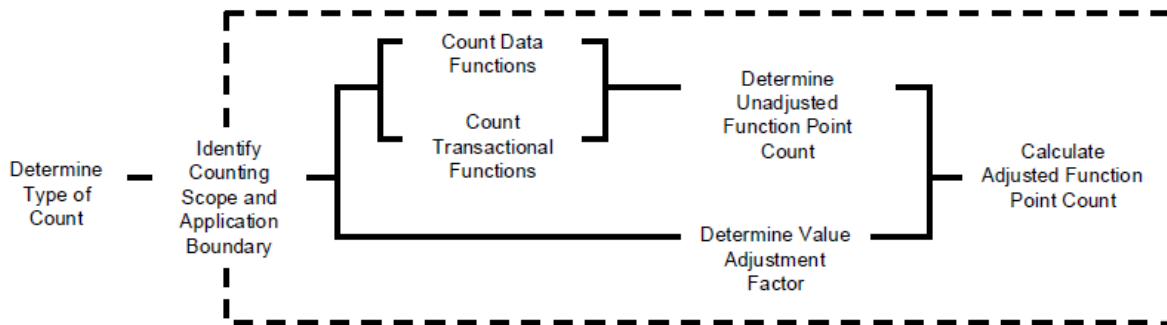 Determine
Type of
Count
Identify
Counting
Scope and
Application
Boundary
Count Data
Functions
Count
Transactional
Functions
Determine
Unadjusted
Function Point
Count
Determine Value
Adjustment
Factor
Calculate
Adjusted Function
Point Count